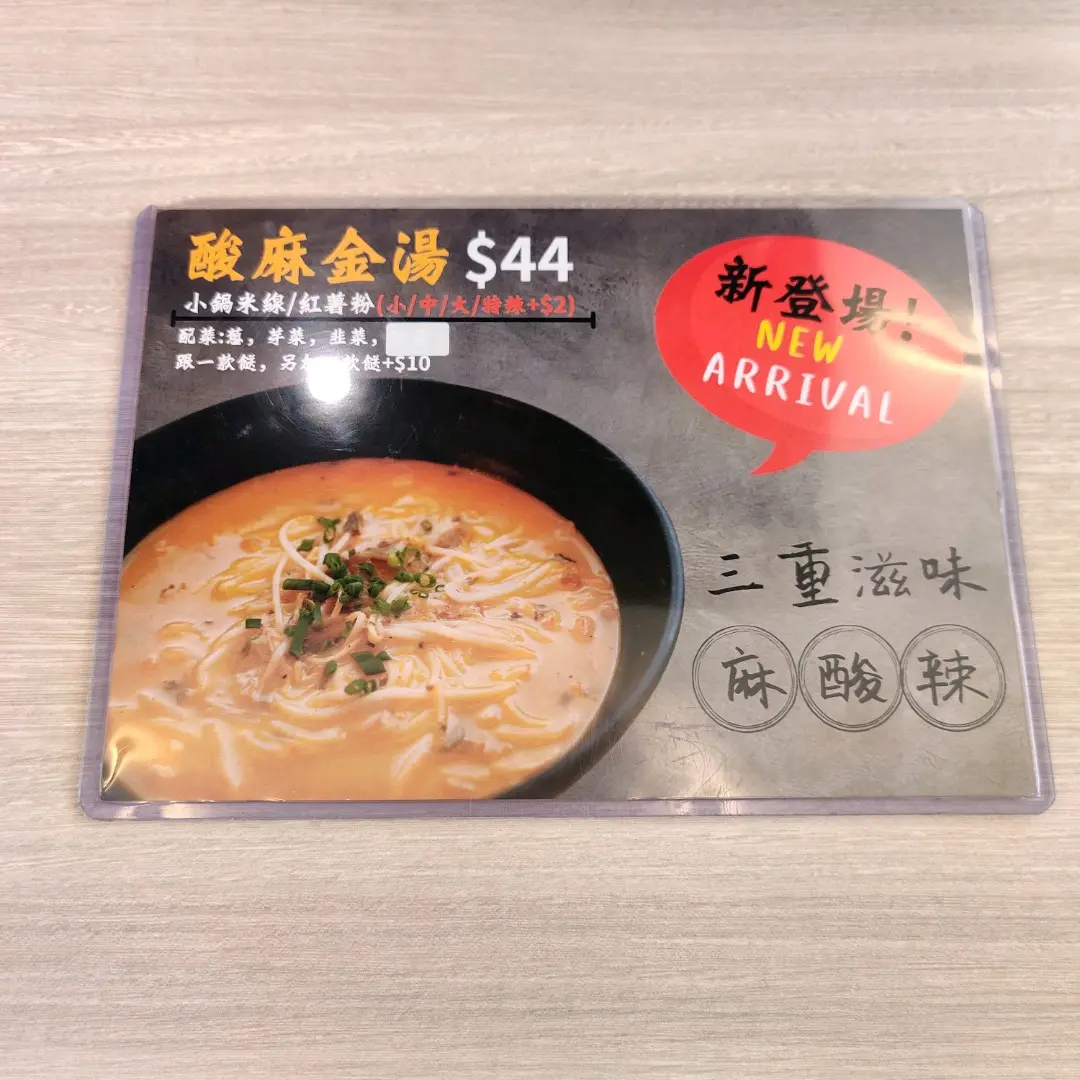 酸麻金湯 $44
小鍋米線/紅薯粉(小/中/大/特辣+$2)
配菜:蔥，芽菜，韭菜，
跟一款餸，另 款餸+$10
新登場!
NEW
ARRIVAL
三重滋味
麻 酸 辣